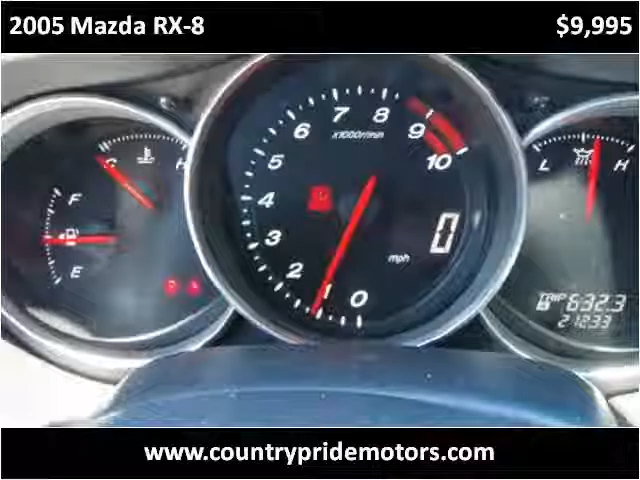 2005 Mazda RX-8 $9,995
C H
F
E
0 1 2 3 4 5 6 7 8 9 10
x1000r/min
mph
0
L H
TRIP B 632.3
21233
www.countrypridemotors.com